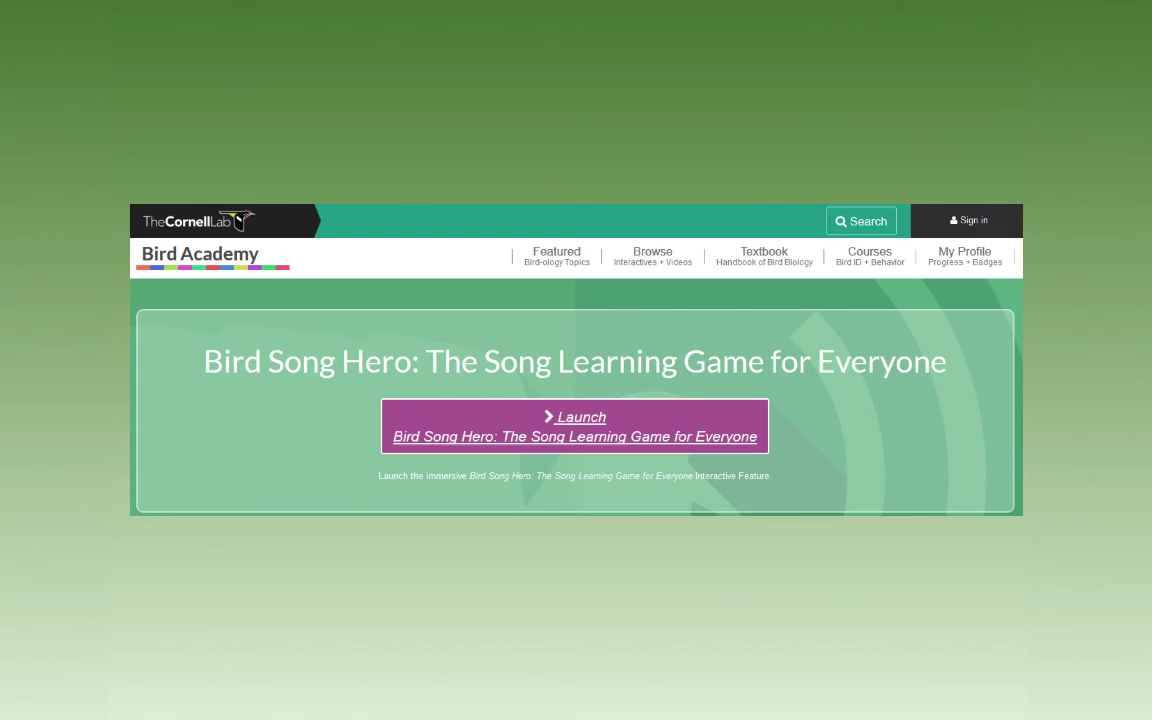 TheCornellLab
Search
Sign in
Bird Academy
Featured
Bird-ology Topics
Browse
Interactives + Videos
Textbook
Handbook of Bird Biology
Courses
Bird ID + Behavior
My Profile
Progress + Badges
Bird Song Hero: The Song Learning Game for Everyone
Launch
Bird Song Hero: The Song Learning Game for Everyone
Launch the immersive Bird Song Hero: The Song Learning Game for Everyone Interactive Feature.